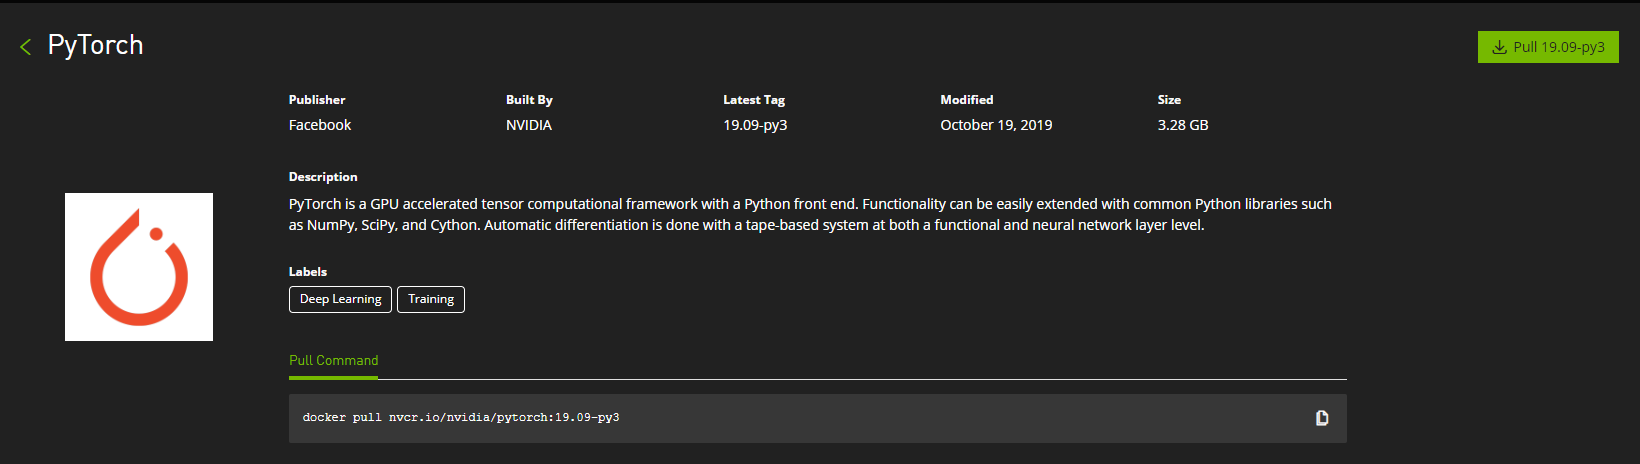 PyTorch
Pull 19.09-py3
Publisher
Built By
Latest Tag
Modified
Size
Facebook
NVIDIA
19.09-py3
October 19, 2019
3.28 GB
Description
PyTorch is a GPU accelerated tensor computational framework with a Python front end. Functionality can be easily extended with common Python libraries such
as NumPy, SciPy, and Cython. Automatic differentiation is done with a tape-based system at both a functional and neural network layer level.
Labels
Deep Learning
Training
Pull Command
docker pull nvcr.io/nvidia/pytorch:19.09-py3